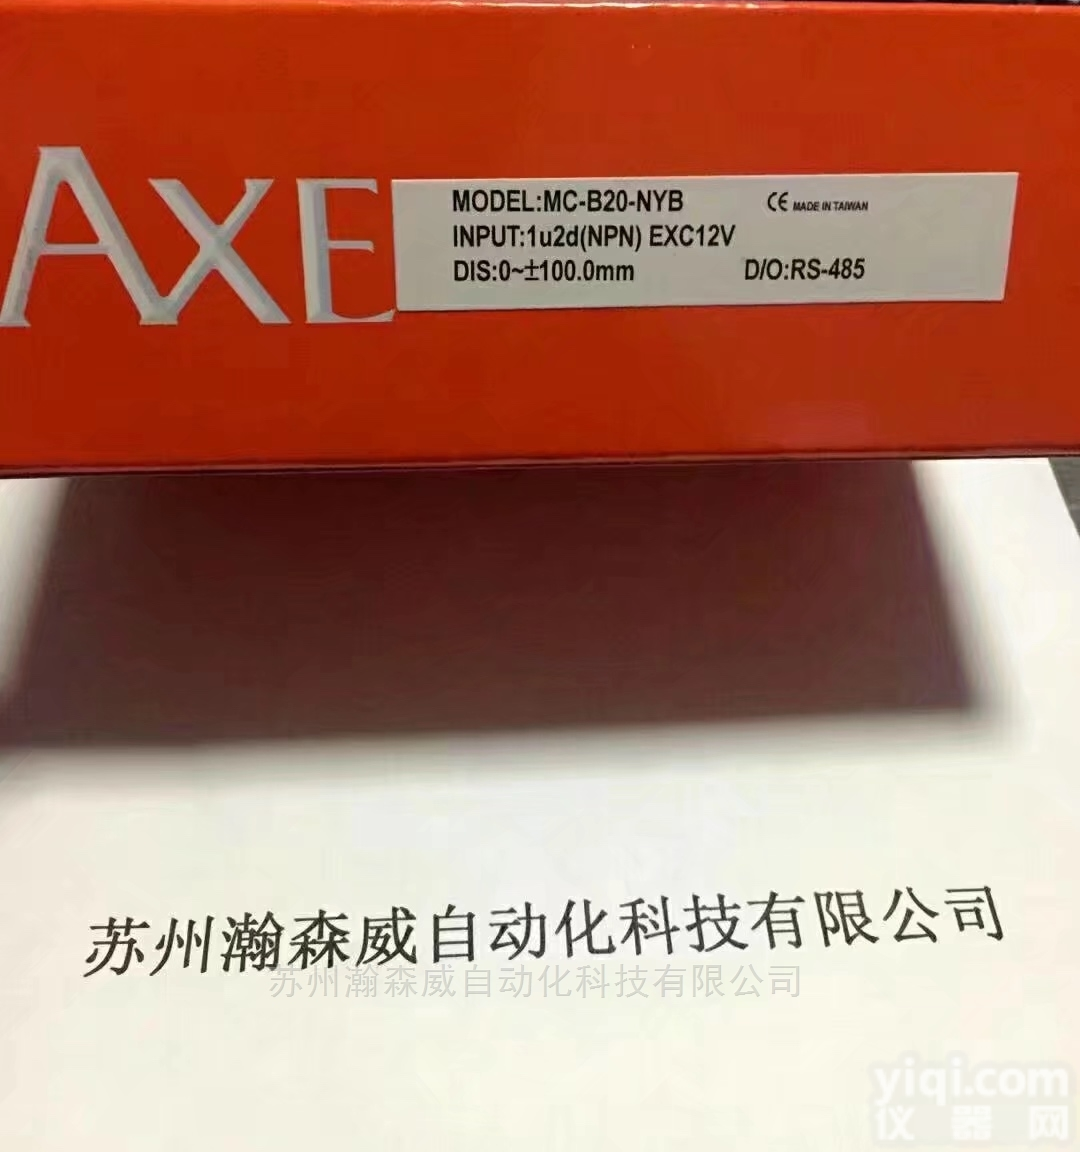 AXE
MODEL:MC-B20-NYB
CE MADE IN TAIWAN
INPUT:1u2d(NPN) EXC12V
DIS:0~±100.0mm
D/O:RS-485
苏州瀚森威自动化科技有限公司
苏州瀚森威自动化科技有限公司
yiqi.com
仪器网